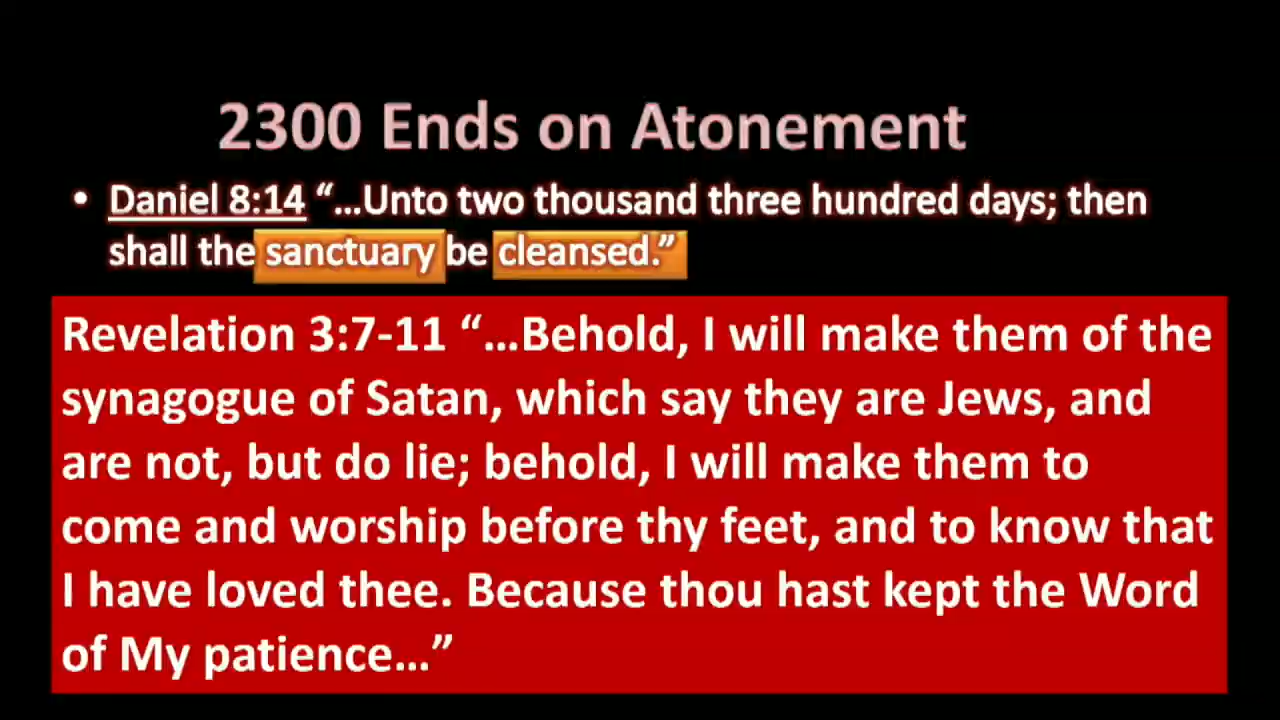 2300 Ends on Atonement
• Daniel 8:14 “...Unto two thousand three hundred days; then
shall the sanctuary be cleansed.”
Revelation 3:7-11 “...Behold, I will make them of the
synagogue of Satan, which say they are Jews, and
are not, but do lie; behold, I will make them to
come and worship before thy feet, and to know that
I have loved thee. Because thou hast kept the Word
of My patience...”